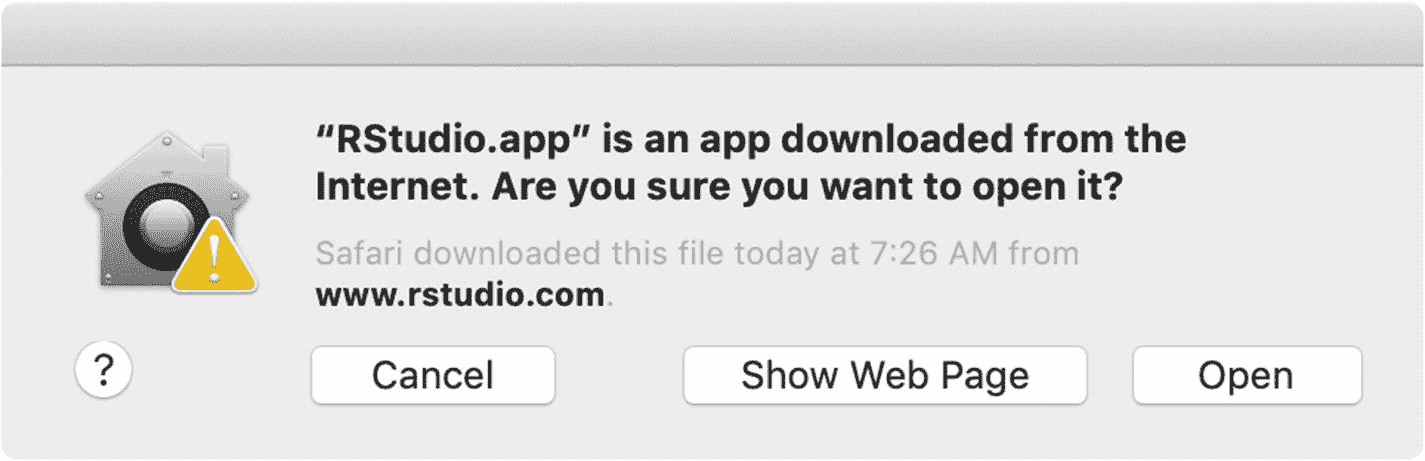 “RStudio.app” is an app downloaded from the
Internet. Are you sure you want to open it?
Safari downloaded this file today at 7:26 AM from
www.rstudio.com.
?
Cancel
Show Web Page
Open